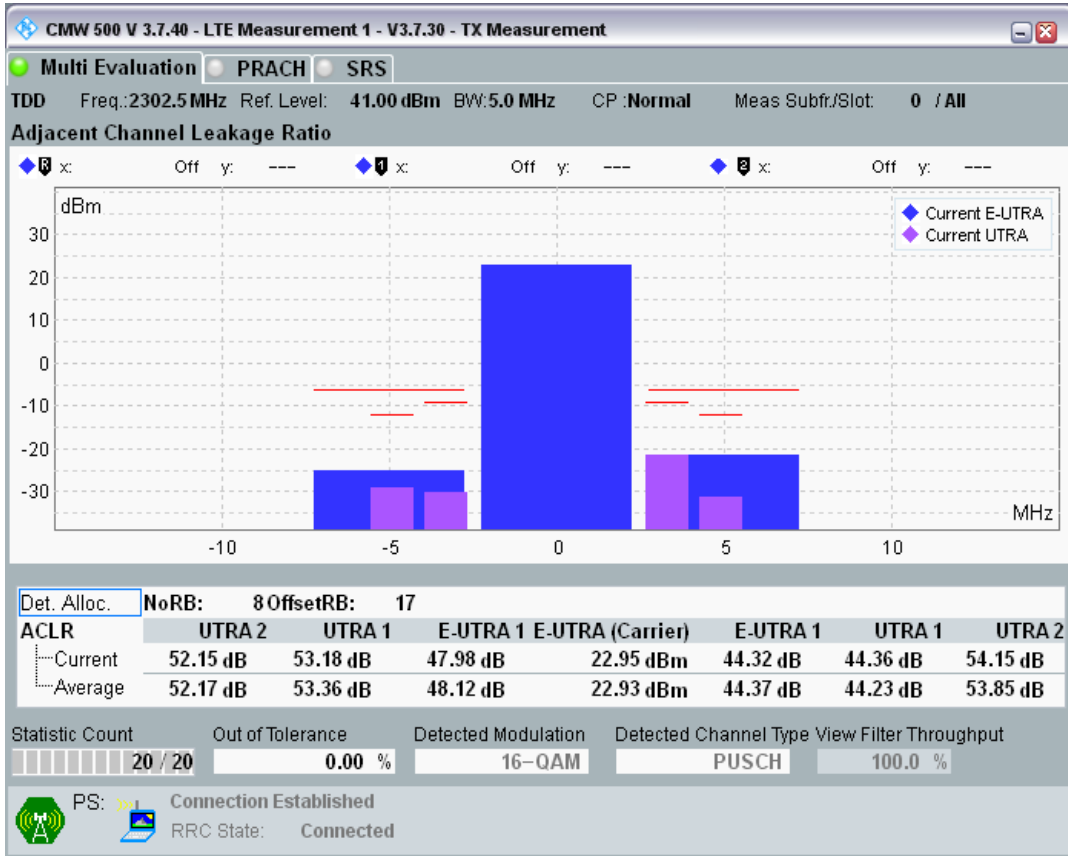 CMW 500 V 3.7.40 - LTE Measurement 1 - V3.7.30 - TX Measurement
Multi Evaluation PRACH SRS
TDD Freq.:2302.5 MHz Ref. Level: 41.00 dBm BW:5.0 MHz CP :Normal Meas Subfr./Slot: 0 / All
Adjacent Channel Leakage Ratio
R x: Off y: --- 1 x: Off y: --- 2 x: Off y: ---
dBm
Current E-UTRA
Current UTRA
30
20
10
0
-10
-20
-30
MHz
-10 -5 0 5 10
Det. Alloc. NoRB: 8 OffsetRB: 17
ACLR UTRA 2 UTRA 1 E-UTRA 1 E-UTRA (Carrier) E-UTRA 1 UTRA 1 UTRA 2
Current 52.15 dB 53.18 dB 47.98 dB 22.95 dBm 44.32 dB 44.36 dB 54.15 dB
Average 52.17 dB 53.36 dB 48.12 dB 22.93 dBm 44.37 dB 44.23 dB 53.85 dB
Statistic Count Out of Tolerance Detected Modulation Detected Channel Type View Filter Throughput
20 / 20 0.00 % 16-QAM PUSCH 100.0 %
PS: Connection Established
RRC State: Connected